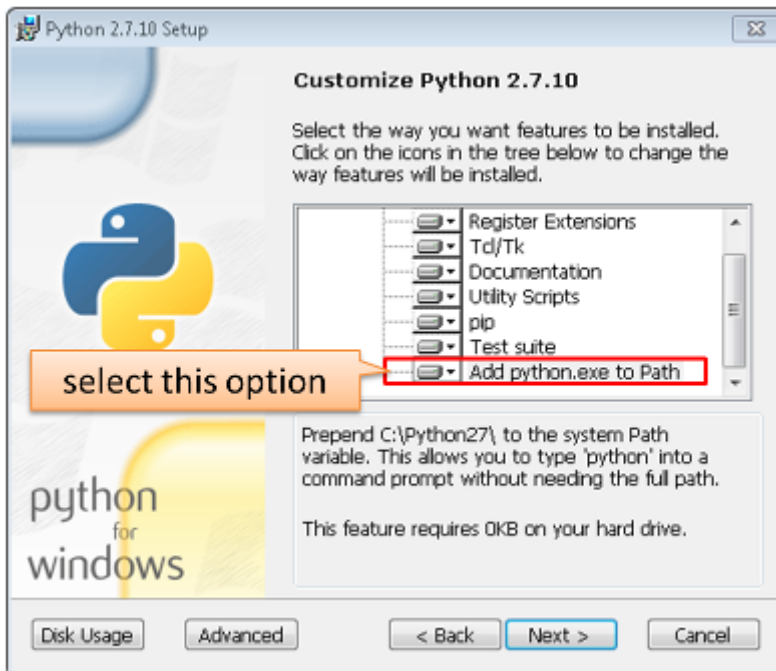 Python 2.7.10 Setup
Customize Python 2.7.10
Select the way you want features to be installed.
Click on the icons in the tree below to change the
way features will be installed.
Register Extensions
Tcl/Tk
Documentation
Utility Scripts
pip
Test suite
Add python.exe to Path
select this option
Prepend C:\Python27\ to the system Path
variable. This allows you to type 'python' into a
command prompt without needing the full path.
This feature requires 0KB on your hard drive.
python
for
windows
Disk Usage
Advanced
< Back
Next >
Cancel